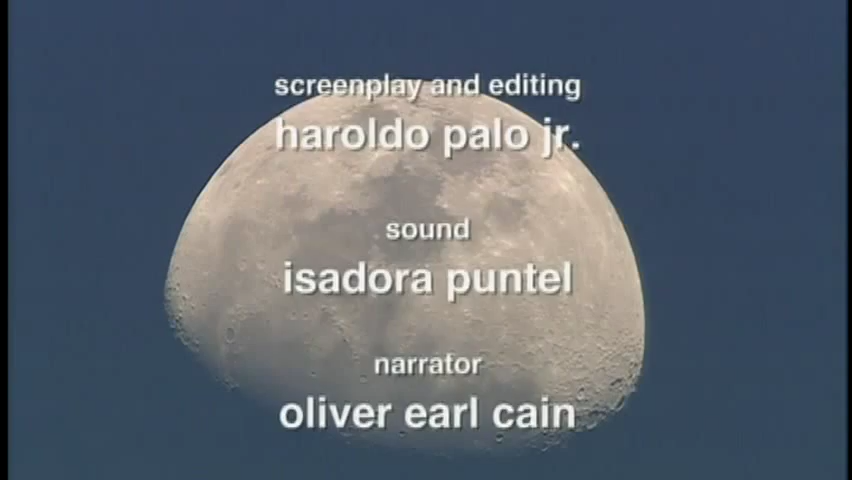 screenplay and editing
haroldo palo jr.
sound
isadora puntel
narrator
oliver earl cain